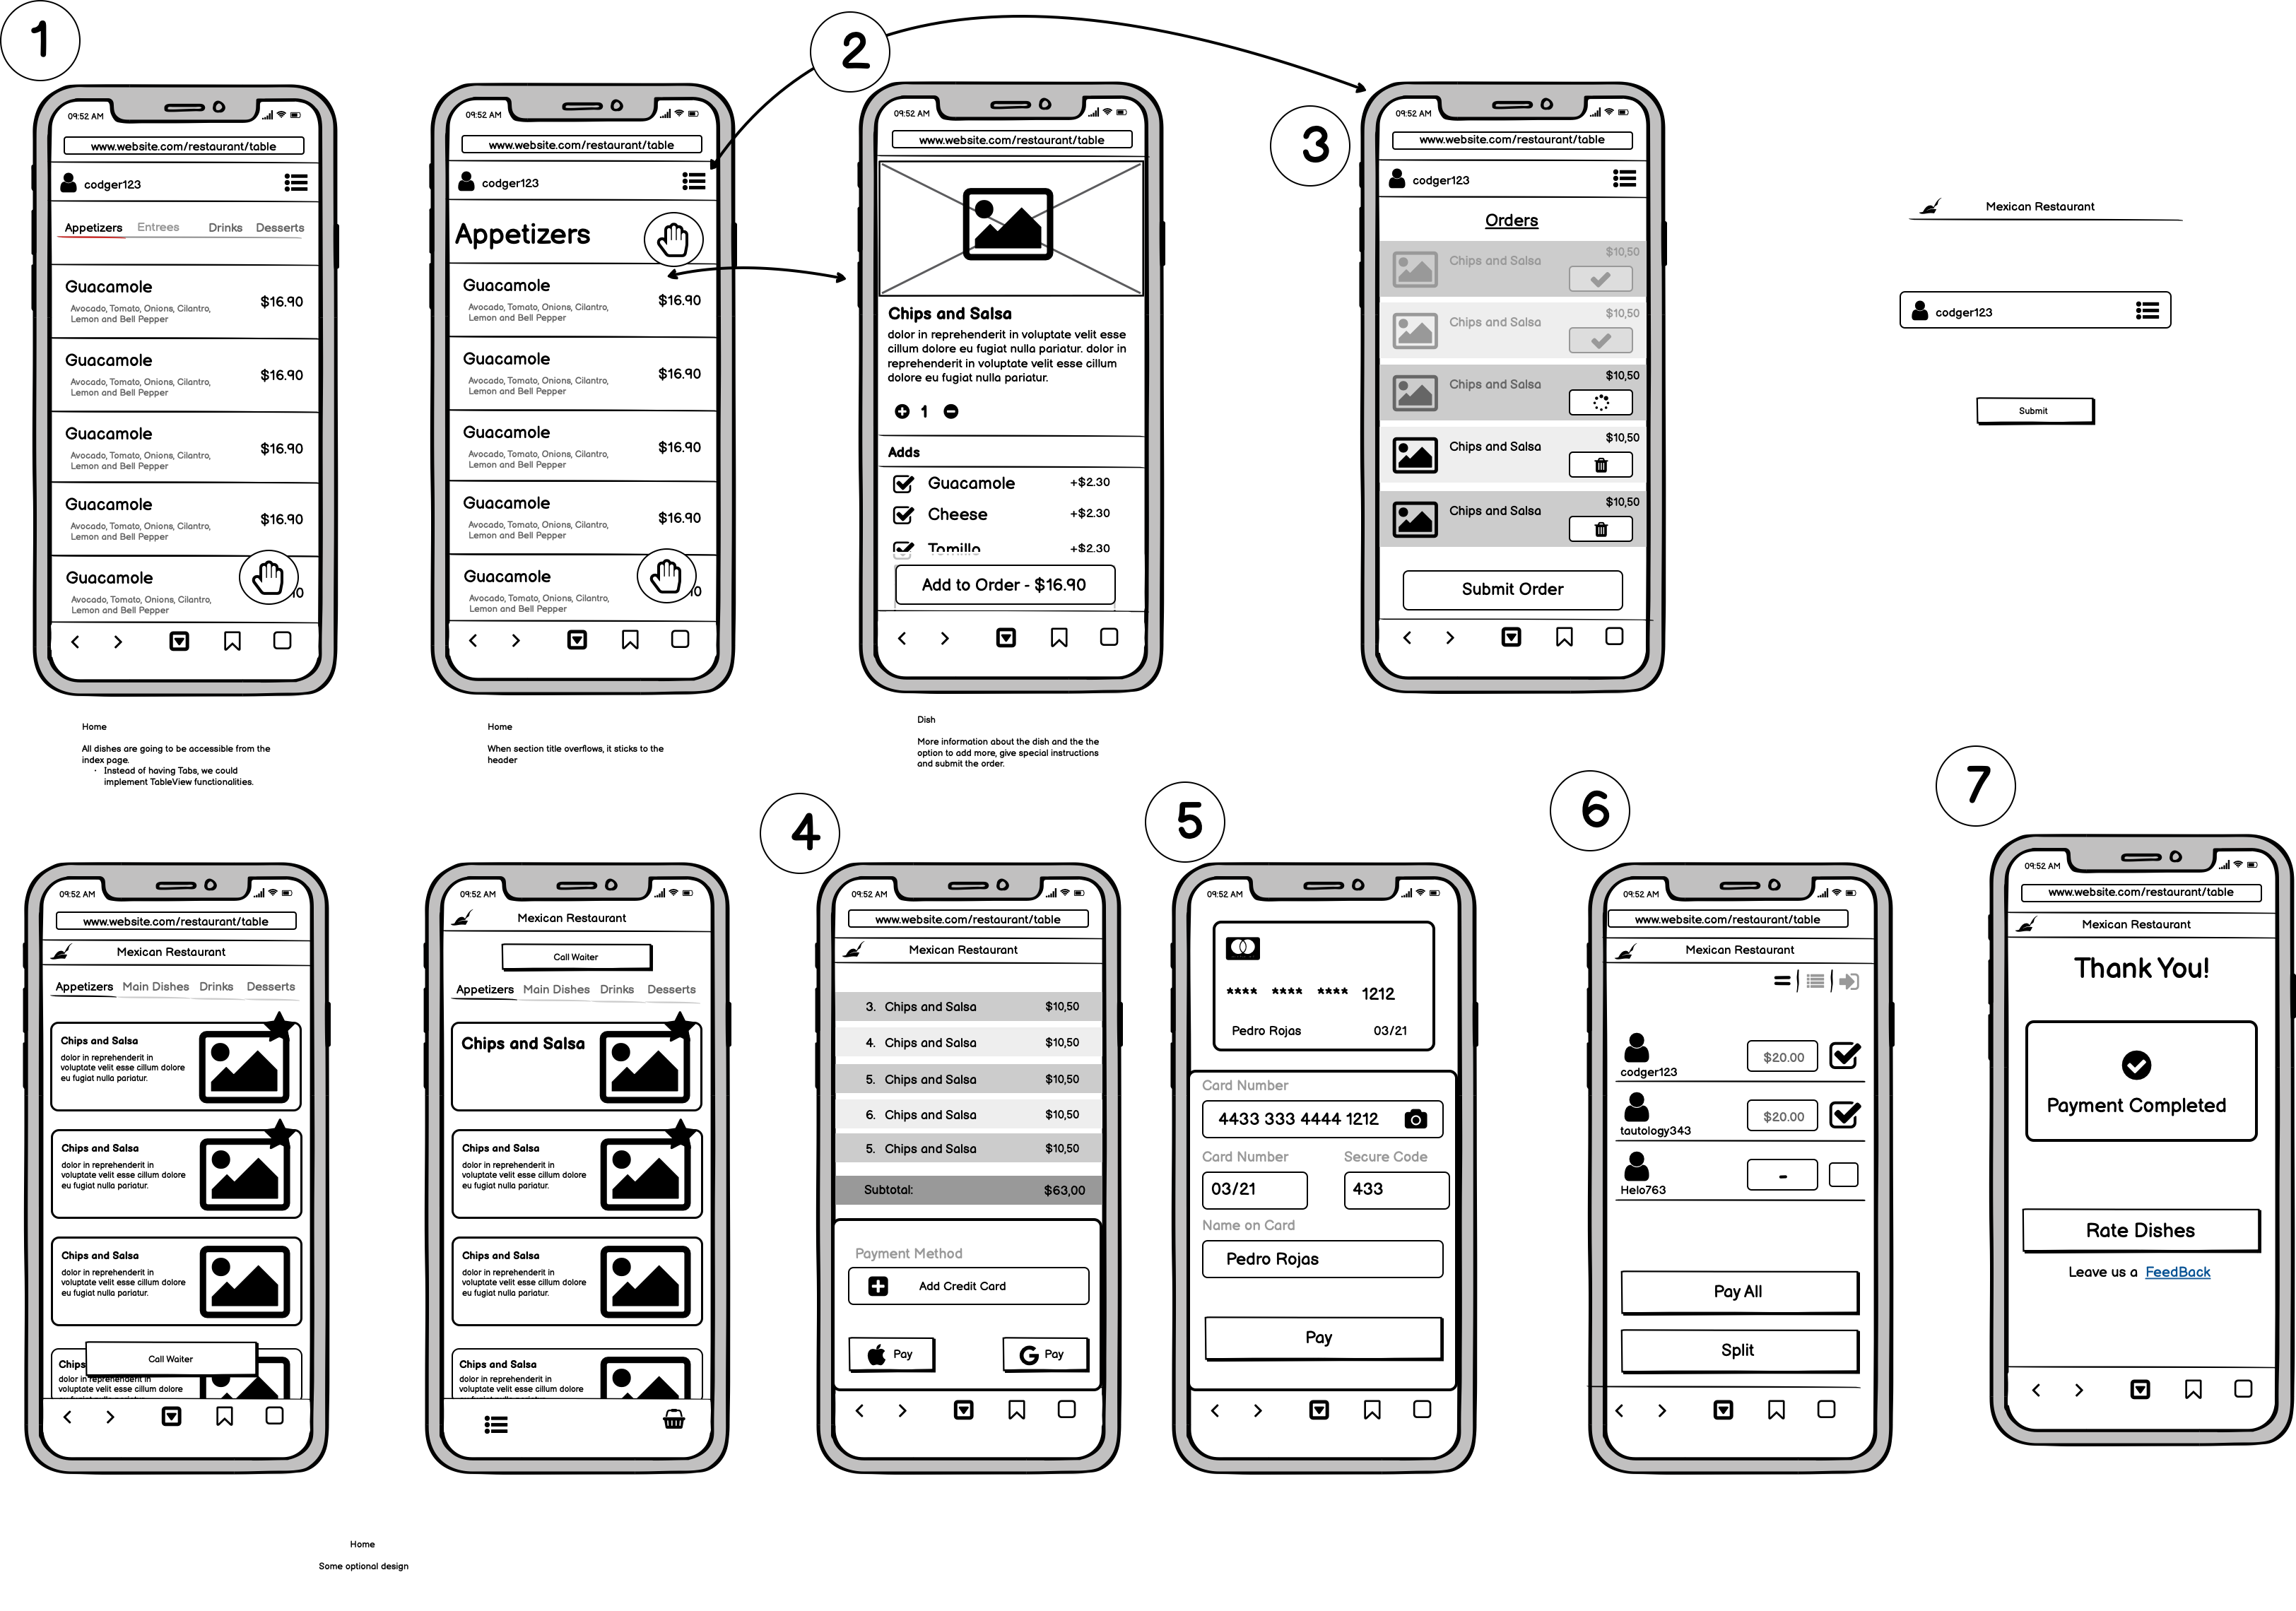 1
09:52 AM
www.website.com/restaurant/table
codger123
Appetizers Entrees Drinks Desserts
Guacamole
$16.90
Avocado, Tomato, Onions, Cilantro,
Lemon and Bell Pepper
Guacamole
$16.90
Avocado, Tomato, Onions, Cilantro,
Lemon and Bell Pepper
Guacamole
$16.90
Avocado, Tomato, Onions, Cilantro,
Lemon and Bell Pepper
Guacamole
$16.90
Avocado, Tomato, Onions, Cilantro,
Lemon and Bell Pepper
Guacamole
Avocado, Tomato, Onions, Cilantro,
Lemon and Bell Pepper
Home
All dishes are going to be accessible from the
index page.
· Instead of having Tabs, we could
implement TableView functionalities.
09:52 AM
www.website.com/restaurant/table
codger123
Appetizers
Guacamole
$16.90
Avocado, Tomato, Onions, Cilantro,
Lemon and Bell Pepper
Guacamole
$16.90
Avocado, Tomato, Onions, Cilantro,
Lemon and Bell Pepper
Guacamole
$16.90
Avocado, Tomato, Onions, Cilantro,
Lemon and Bell Pepper
Guacamole
$16.90
Avocado, Tomato, Onions, Cilantro,
Lemon and Bell Pepper
Guacamole
Avocado, Tomato, Onions, Cilantro,
Lemon and Bell Pepper
Home
When section title overflows, it sticks to the
header
2
09:52 AM
www.website.com/restaurant/table
Chips and Salsa
dolor in reprehenderit in voluptate velit esse
cillum dolore eu fugiat nulla pariatur. dolor in
reprehenderit in voluptate velit esse cillum
dolore eu fugiat nulla pariatur.
1
Adds
Guacamole +$2.30
Cheese +$2.30
Tomillo +$2.30
Add to Order - $16.90
Dish
More information about the dish and the the
option to add more, give special instructions
and submit the order.
3
09:52 AM
www.website.com/restaurant/table
codger123
Orders
Chips and Salsa $10,50
Chips and Salsa $10,50
Chips and Salsa $10,50
Chips and Salsa $10,50
Chips and Salsa $10,50
Submit Order
Mexican Restaurant
codger123
Submit
09:52 AM
www.website.com/restaurant/table
Mexican Restaurant
Appetizers Main Dishes Drinks Desserts
Chips and Salsa
dolor in reprehenderit in
voluptate velit esse cillum dolore
eu fugiat nulla pariatur.
Chips and Salsa
dolor in reprehenderit in
voluptate velit esse cillum dolore
eu fugiat nulla pariatur.
Chips and Salsa
dolor in reprehenderit in
voluptate velit esse cillum dolore
eu fugiat nulla pariatur.
Chips
Call Waiter
dolor in reprehenderit in
voluptate velit esse cillum dolore
09:52 AM
Mexican Restaurant
Call Waiter
Appetizers Main Dishes Drinks Desserts
Chips and Salsa
Chips and Salsa
dolor in reprehenderit in
voluptate velit esse cillum dolore
eu fugiat nulla pariatur.
Chips and Salsa
dolor in reprehenderit in
voluptate velit esse cillum dolore
eu fugiat nulla pariatur.
Chips and Salsa
dolor in reprehenderit in
voluptate velit esse cillum dolore
Home
Some optional design
4
09:52 AM
www.website.com/restaurant/table
Mexican Restaurant
3. Chips and Salsa $10,50
4. Chips and Salsa $10,50
5. Chips and Salsa $10,50
6. Chips and Salsa $10,50
5. Chips and Salsa $10,50
Subtotal: $63,00
Payment Method
Add Credit Card
Pay
G Pay
5
09:52 AM
**** **** **** 1212
Pedro Rojas 03/21
Card Number
4433 333 4444 1212
Card Number Secure Code
03/21 433
Name on Card
Pedro Rojas
Pay
6
09:52 AM
www.website.com/restaurant/table
Mexican Restaurant
codger123 $20.00
tautology343 $20.00
Helo763 -
Pay All
Split
7
09:52 AM
www.website.com/restaurant/table
Mexican Restaurant
Thank You!
Payment Completed
Rate Dishes
Leave us a FeedBack